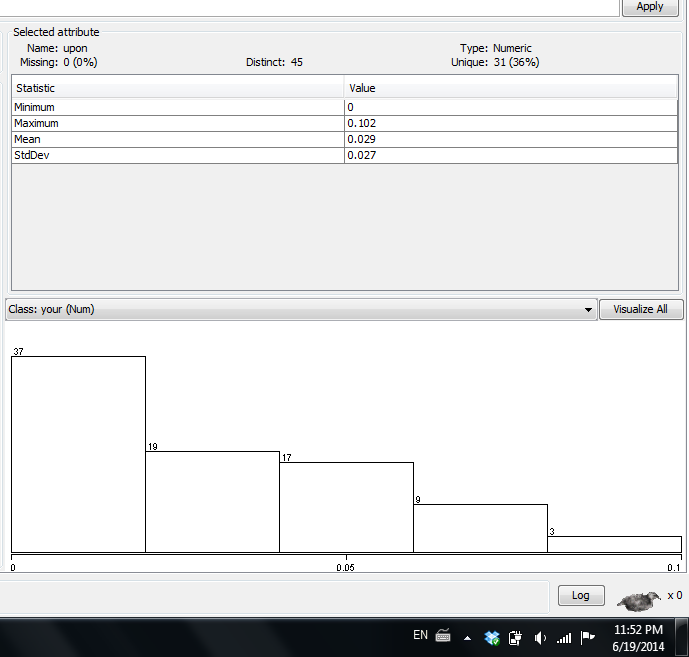 Apply
Selected attribute
Name: upon Type: Numeric
Missing: 0 (0%) Distinct: 45 Unique: 31 (36%)
Statistic Value
Minimum 0
Maximum 0.102
Mean 0.029
StdDev 0.027
Class: your (Num) Visualize All
37
19
17
9
3
0 0.05 0.1
Log x 0
EN 11:52 PM
6/19/2014